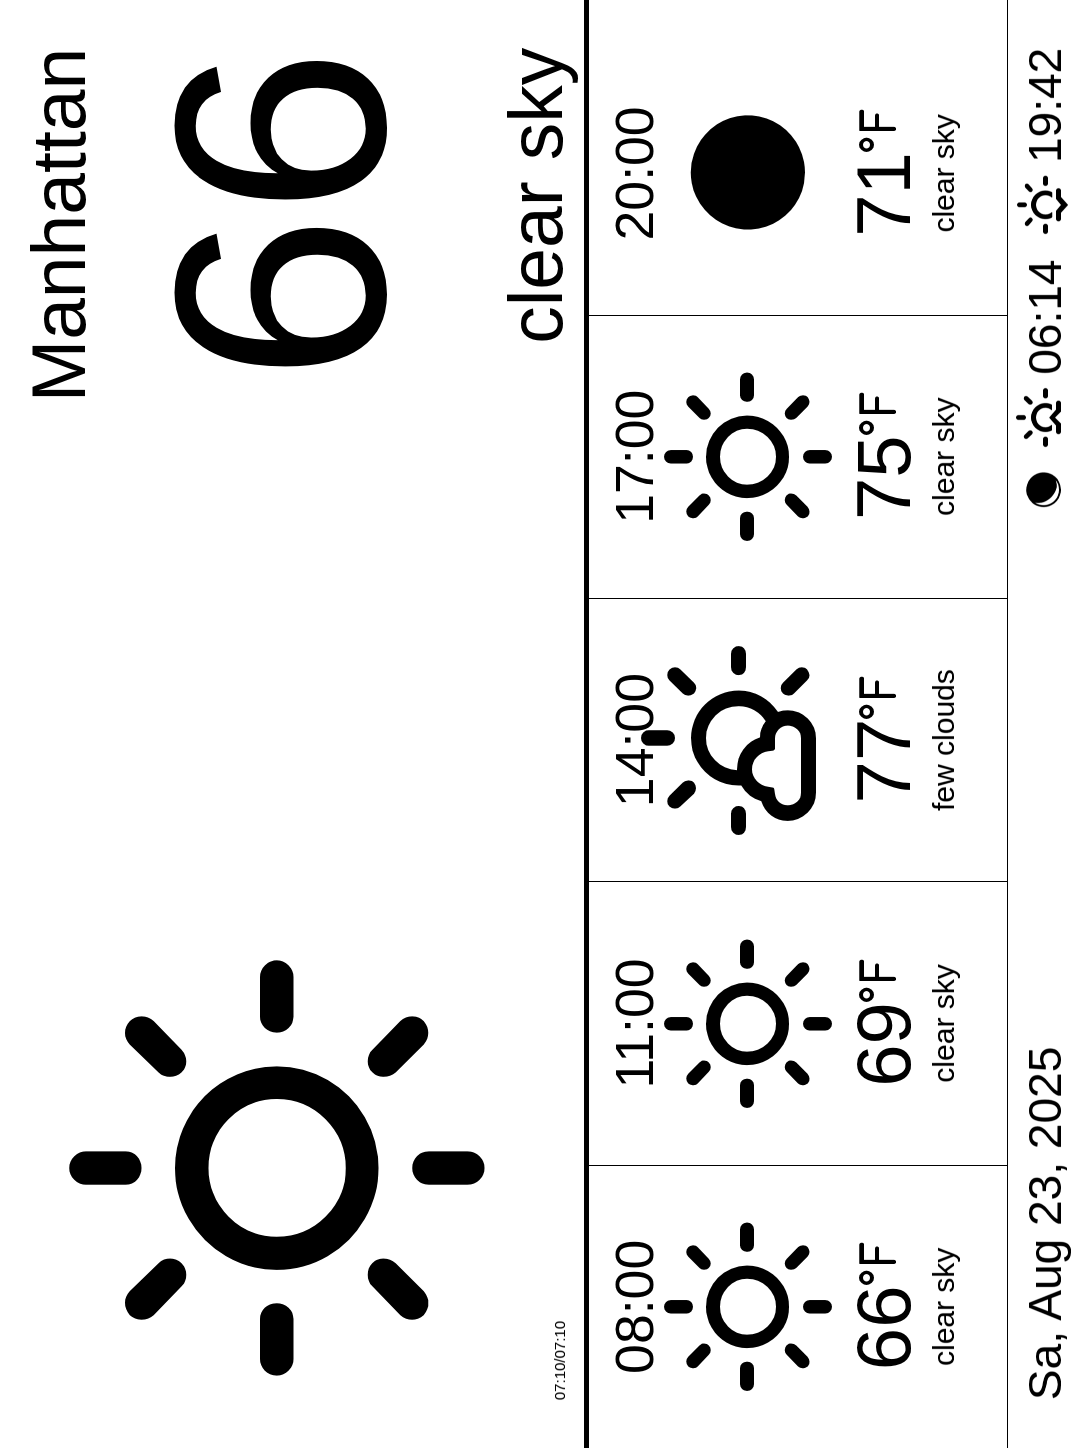 Manhattan
66
clear sky
07:10/07:10
08:00 11:00 14:00 17:00 20:00
66°F 69°F 77°F 75°F 71°F
clear sky clear sky few clouds clear sky clear sky
Sa, Aug 23, 2025 06:14 19:42